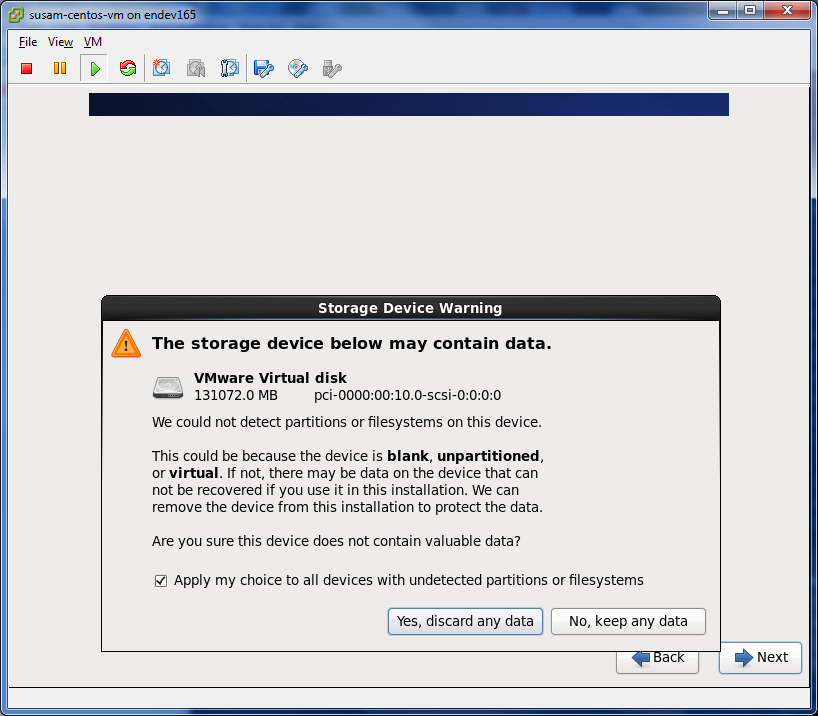 susam-centos-vm on endev165
File View VM
Storage Device Warning
The storage device below may contain data.
VMware Virtual disk
131072.0 MB pci-0000:00:10.0-scsi-0:0:0:0
We could not detect partitions or filesystems on this device.
This could be because the device is blank, unpartitioned,
or virtual. If not, there may be data on the device that can
not be recovered if you use it in this installation. We can
remove the device from this installation to protect the data.
Are you sure this device does not contain valuable data?
Apply my choice to all devices with undetected partitions or filesystems
Yes, discard any data No, keep any data
Back Next